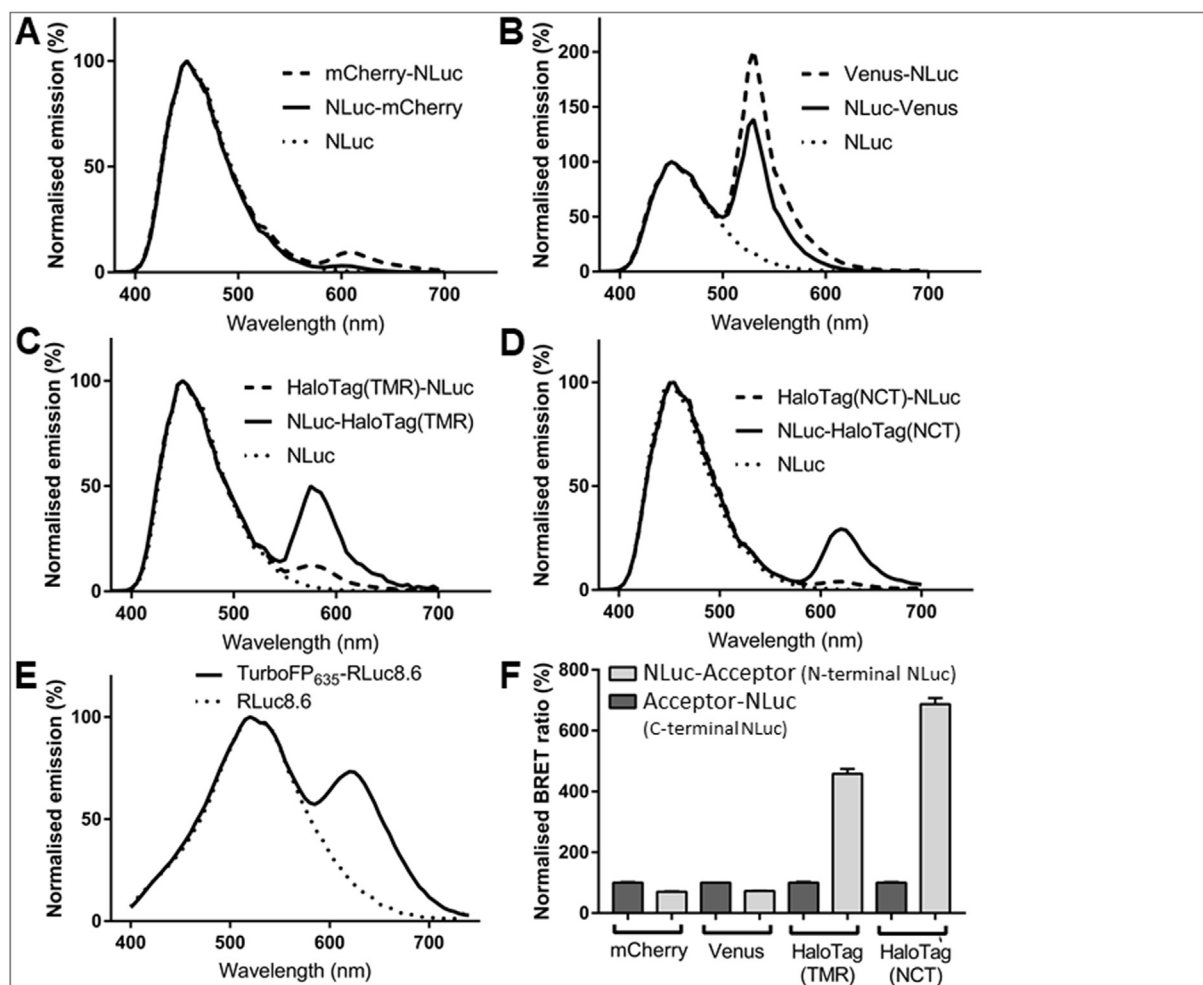 A
Normalised emission (%)
100
50
0
mCherry-NLuc
NLuc-mCherry
NLuc
400 500 600 700
Wavelength (nm)
B
Normalised emission (%)
200
150
100
50
0
Venus-NLuc
NLuc-Venus
NLuc
400 500 600 700
Wavelength (nm)
C
Normalised emission (%)
100
50
0
HaloTag(TMR)-NLuc
NLuc-HaloTag(TMR)
NLuc
400 500 600 700
Wavelength (nm)
D
Normalised emission (%)
100
50
0
HaloTag(NCT)-NLuc
NLuc-HaloTag(NCT)
NLuc
400 500 600 700
Wavelength (nm)
E
Normalised emission (%)
100
50
0
TurboFP635-RLuc8.6
RLuc8.6
400 500 600 700
Wavelength (nm)
F
Normalised BRET ratio (%)
800
600
400
200
0
NLuc-Acceptor (N-terminal NLuc)
Acceptor-NLuc
(C-terminal NLuc)
mCherry Venus HaloTag HaloTag
(TMR) (NCT)